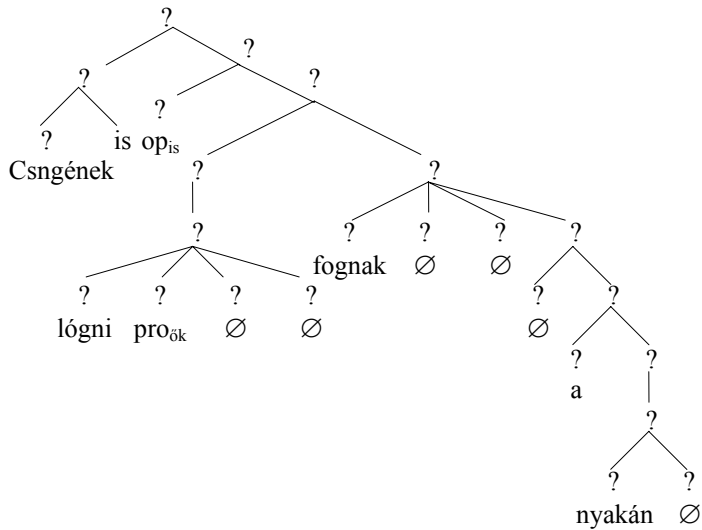 ?
?
? ?
? ?
? is op_is
Csngének
? ?
? ? ? ? ?
fognak ∅ ∅
? ? ? ? ? ?
lógni pro_ők ∅ ∅ ∅
? ?
a
?
? ?
nyakán ∅